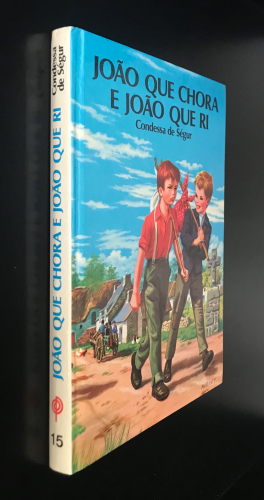 JOÃO QUE CHORA
E JOÃO QUE RI
Condessa de Ségur
Condessa
de Ségur
JOÃO QUE CHORA E JOÃO QUE RI
15